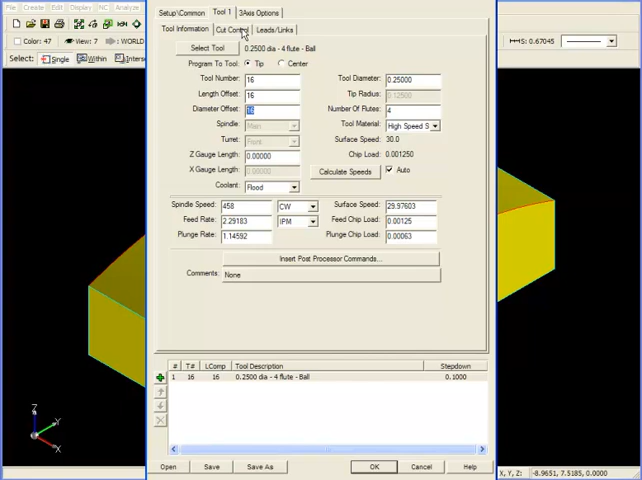 File Create Edit Display
Color: 47 View: 7 WORLD
S: 0.67045
Select: Single Within Inters
Setup\Common Tool 1 3Axes Options
Tool Information Cut Control Leads/Links
Select Tool 0.2500 dia - 4 flute - Ball
Program To Tool: Tip Center
Tool Number: 16 Tool Diameter: 0.25000
Length Offset: 16 Tip Radius: 0.12500
Diameter Offset: 16 Number Of Flutes: 4
Spindle: Main Tool Material: High Speed S
Turret: Front Surface Speed: 30.0
Z Gauge Length: 0.00000 Chip Load: 0.001250
X Gauge Length: 0.00000 Calculate Speeds Auto
Coolant: Flood
Spindle Speed: 458 CW Surface Speed: 29.97603
Feed Rate: 2.29183 IPM Feed Chip Load: 0.00125
Plunge Rate: 1.14592 Plunge Chip Load: 0.00063
Insert Post Processor Commands...
Comments: None
# T# LComp Tool Description Stepdown
1 16 16 0.2500 dia - 4 flute - Ball 0.1000
Z
Y
X
Open Save Save As OK Cancel Help
X, Y, Z: -8.9651, 7.5185, 0.0000